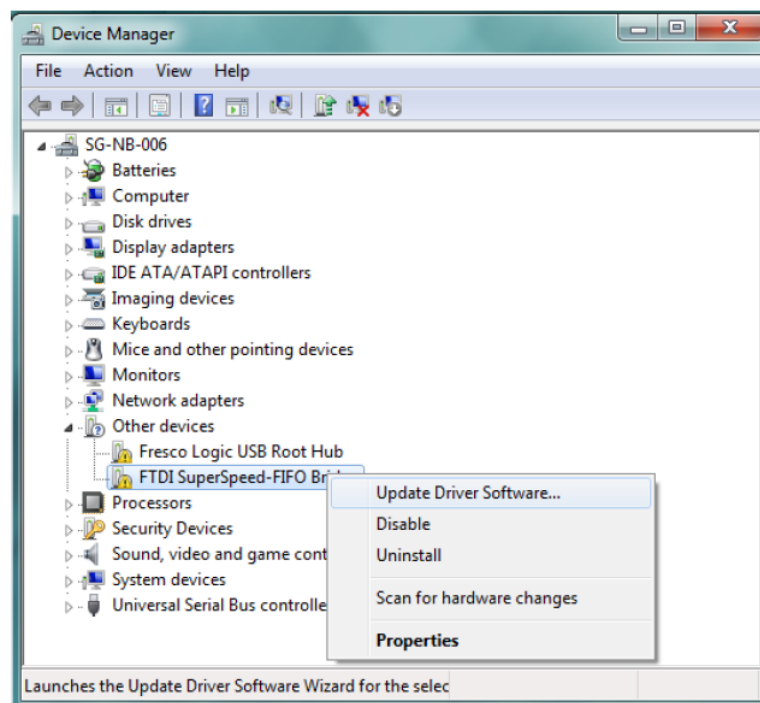 Device Manager
File Action View Help
SG-NB-006
Batteries
Computer
Disk drives
Display adapters
IDE ATA/ATAPI controllers
Imaging devices
Keyboards
Mice and other pointing devices
Monitors
Network adapters
Other devices
Fresco Logic USB Root Hub
FTDI SuperSpeed-FIFO
Processors
Security Devices
Sound, video and game cont
System devices
Universal Serial Bus controlle
Update Driver Software...
Disable
Uninstall
Scan for hardware changes
Properties
Launches the Update Driver Software Wizard for the selec